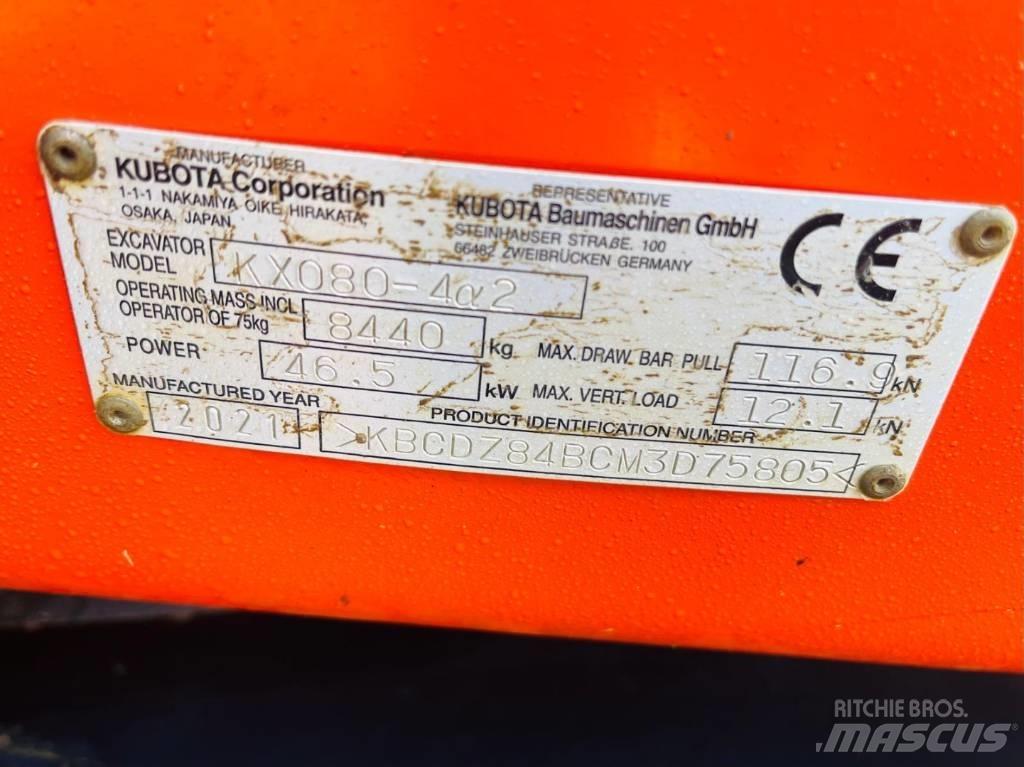 MANUFACTUBER
KUBOTA Corporation
1-1-1 NAKAMIYA OIKE HIRAKATA
OSAKA, JAPAN.
REPRESENTATIVE
KUBOTA Baumaschinen GmbH
STEINHAUSER STRAßE. 100
66482 ZWEIBRÜCKEN GERMANY
CE
EXCAVATOR MODEL KX080-4α2
OPERATING MASS INCL
OPERATOR OF 75kg 8440 kg
MAX. DRAW. BAR PULL 116.9 kN
POWER 46.5 kW
MAX. VERT. LOAD 12.1 kN
MANUFACTURED YEAR
2021
PRODUCT IDENTIFICATION NUMBER
>KBCDZ84BCM3D75805<
RITCHIE BROS.
MASCUS